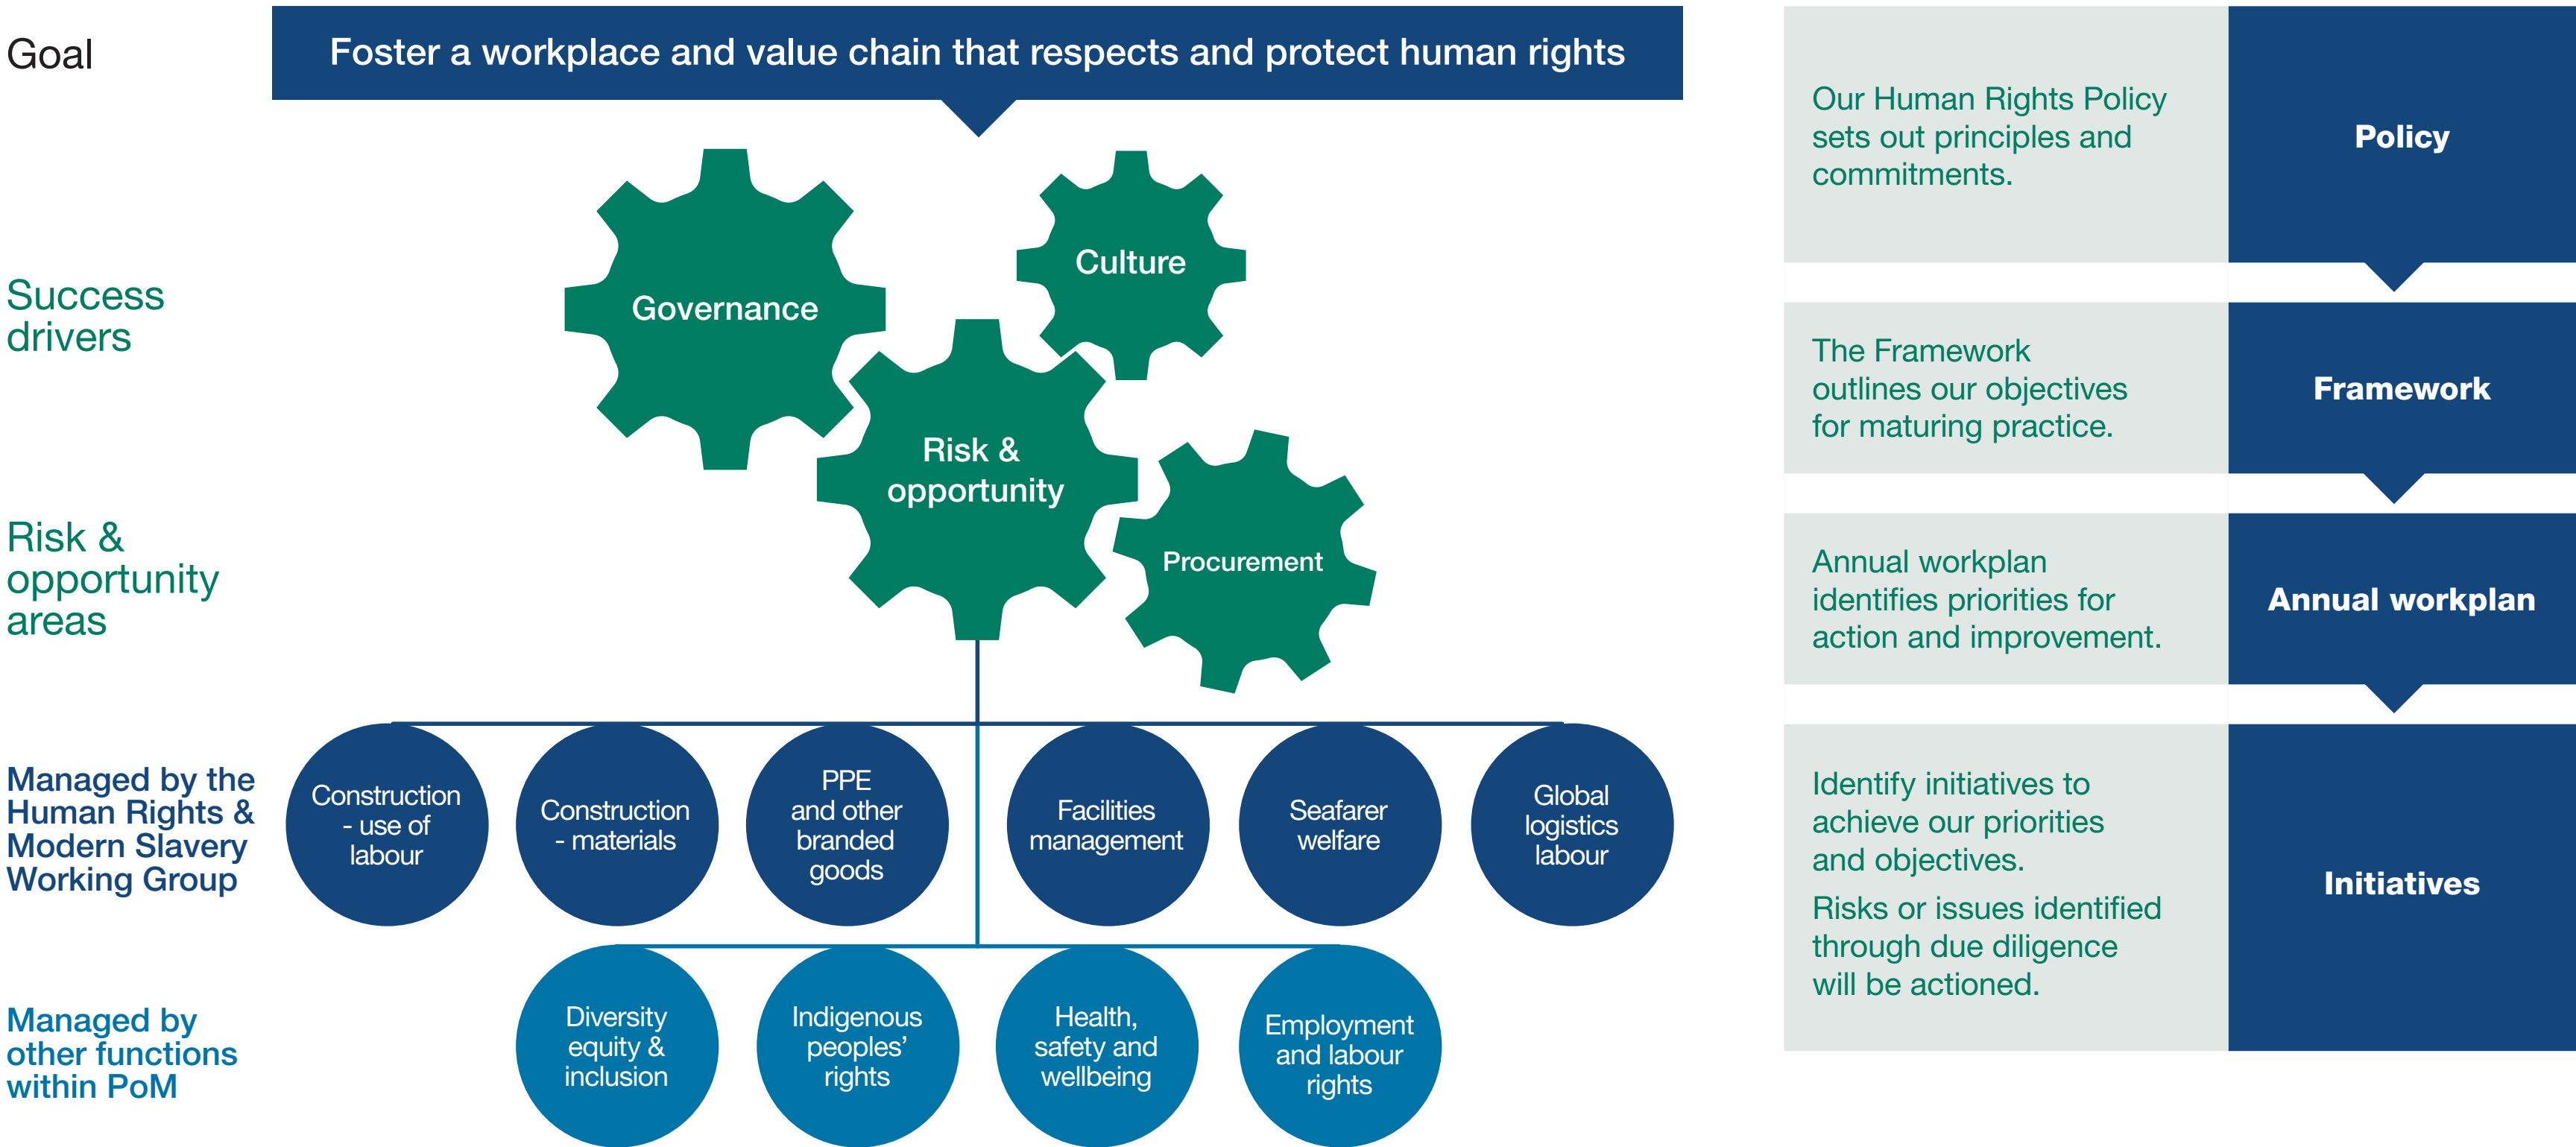 Goal
Foster a workplace and value chain that respects and protect human rights
Success
drivers
Governance
Culture
Risk &
opportunity
Procurement
Risk &
opportunity
areas
Managed by the
Human Rights &
Modern Slavery
Working Group
Construction
- use of
labour
Construction
- materials
PPE
and other
branded
goods
Facilities
management
Seafarer
welfare
Global
logistics
labour
Managed by
other functions
within PoM
Diversity
equity &
inclusion
Indigenous
peoples’
rights
Health,
safety and
wellbeing
Employment
and labour
rights
Our Human Rights Policy
sets out principles and
commitments.
Policy
The Framework
outlines our objectives
for maturing practice.
Framework
Annual workplan
identifies priorities for
action and improvement.
Annual workplan
Identify initiatives to
achieve our priorities
and objectives.
Risks or issues identified
through due diligence
will be actioned.
Initiatives